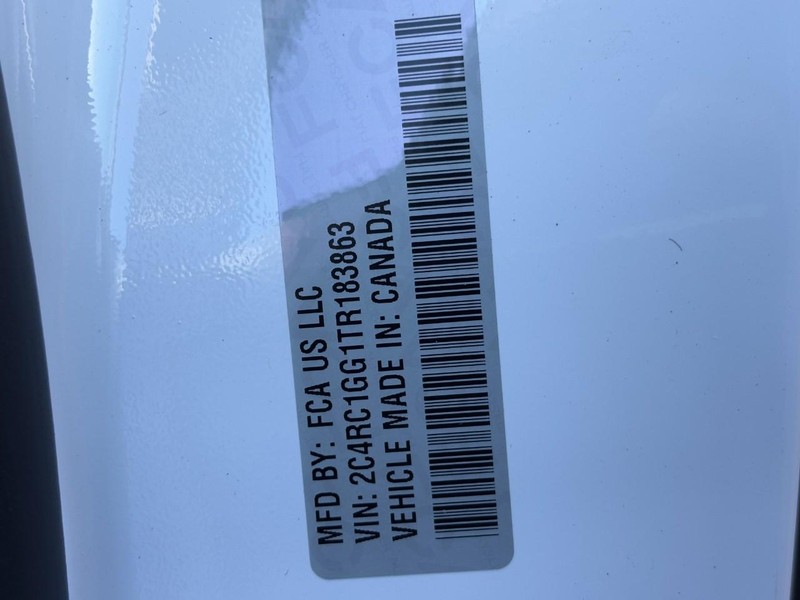 MFD BY: FCA US LLC
VIN: 2C4RC1GG1TR183863
VEHICLE MADE IN: CANADA